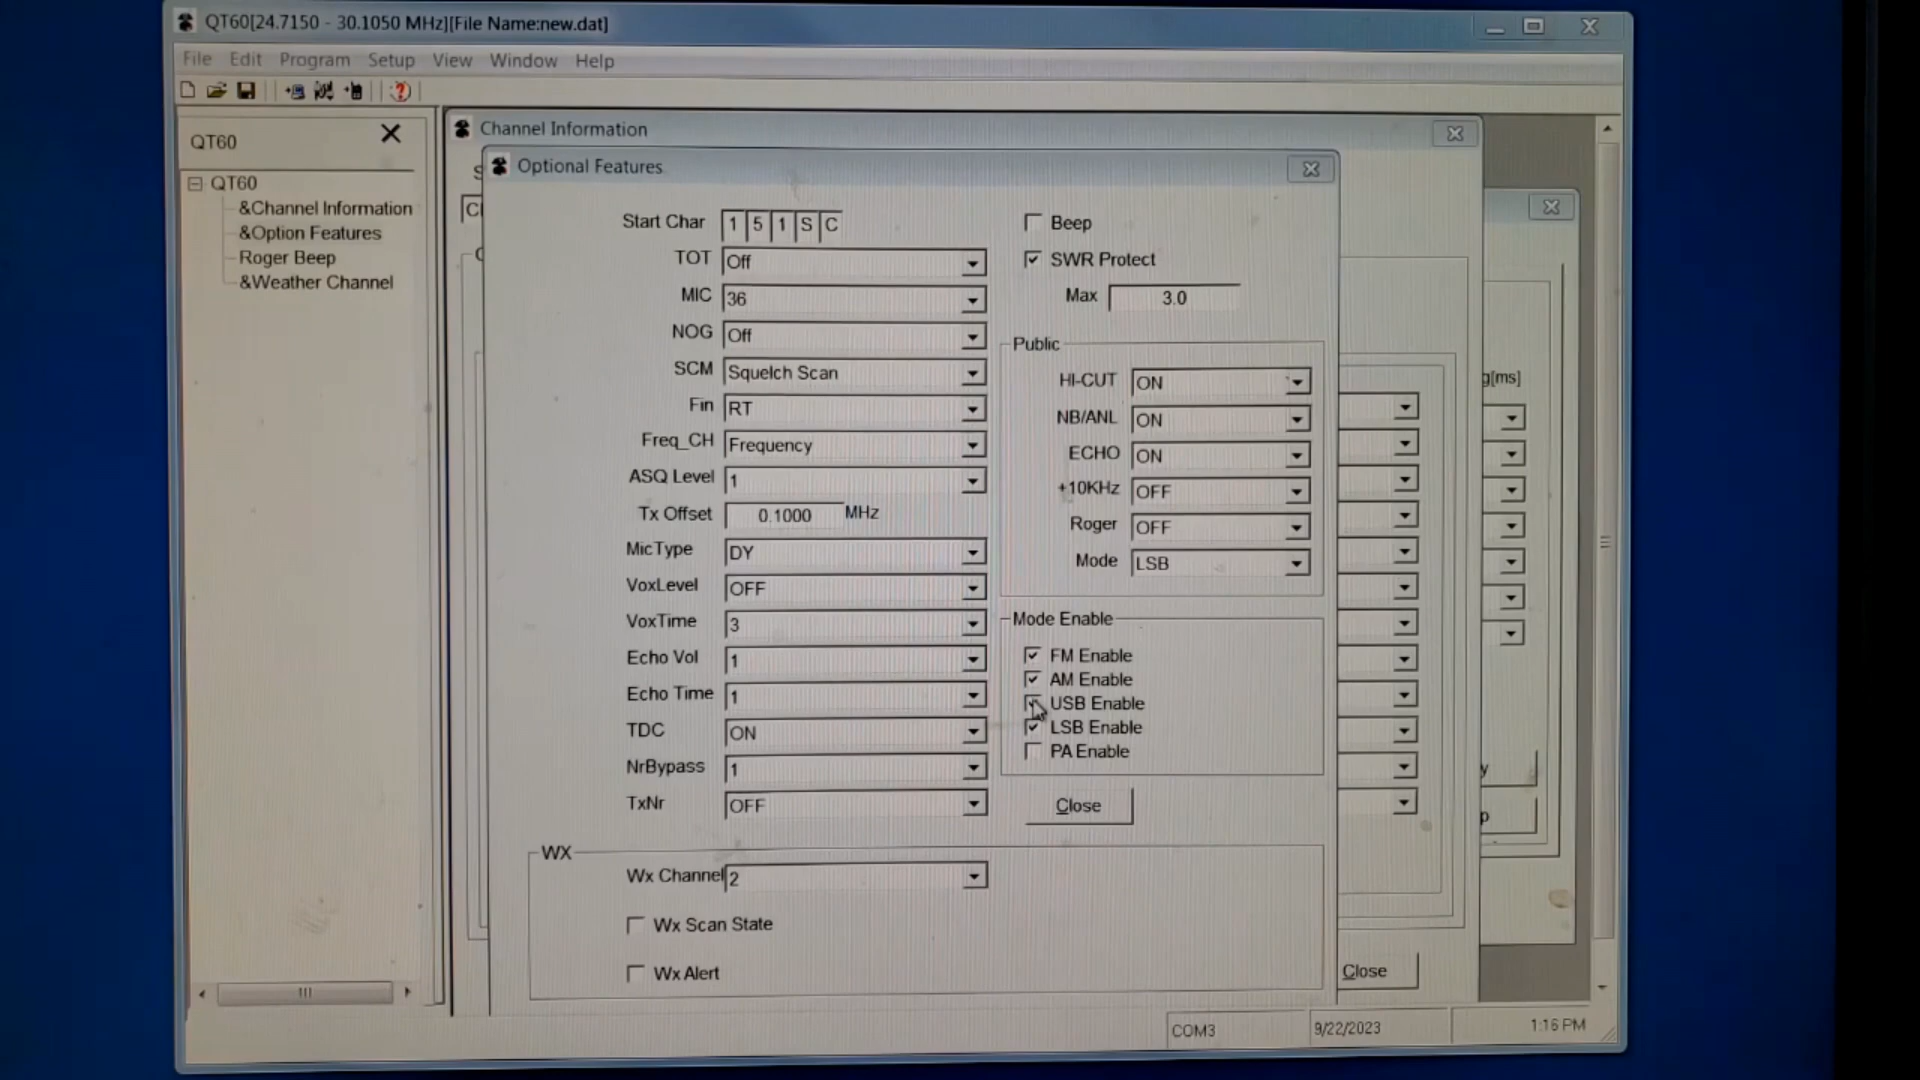 QT60[24.7150 - 30.1050 MHz][File Name:new.dat]
File Edit Program Setup View Window Help
QT60
QT60
&Channel Information
&Option Features
Roger Beep
&Weather Channel
Channel Information
Optional Features
Start Char 1 5 1 S C
TOT Off
MIC 36
NOG Off
SCM Squelch Scan
Fin RT
Freq_CH Frequency
ASQ Level 1
Tx Offset 0.1000 MHz
MicType DY
VoxLevel OFF
VoxTime 3
Echo Vol 1
Echo Time 1
TDC ON
NrBypass 1
TxNr OFF
Beep
SWR Protect
Max 3.0
Public
HI-CUT ON
NB/ANL ON
ECHO ON
+10KHz OFF
Roger OFF
Mode LSB
Mode Enable
FM Enable
AM Enable
USB Enable
LSB Enable
PA Enable
Close
WX
Wx Channel 2
Wx Scan State
Wx Alert
g[ms]
Close
COM3 9/22/2023 1:16 PM